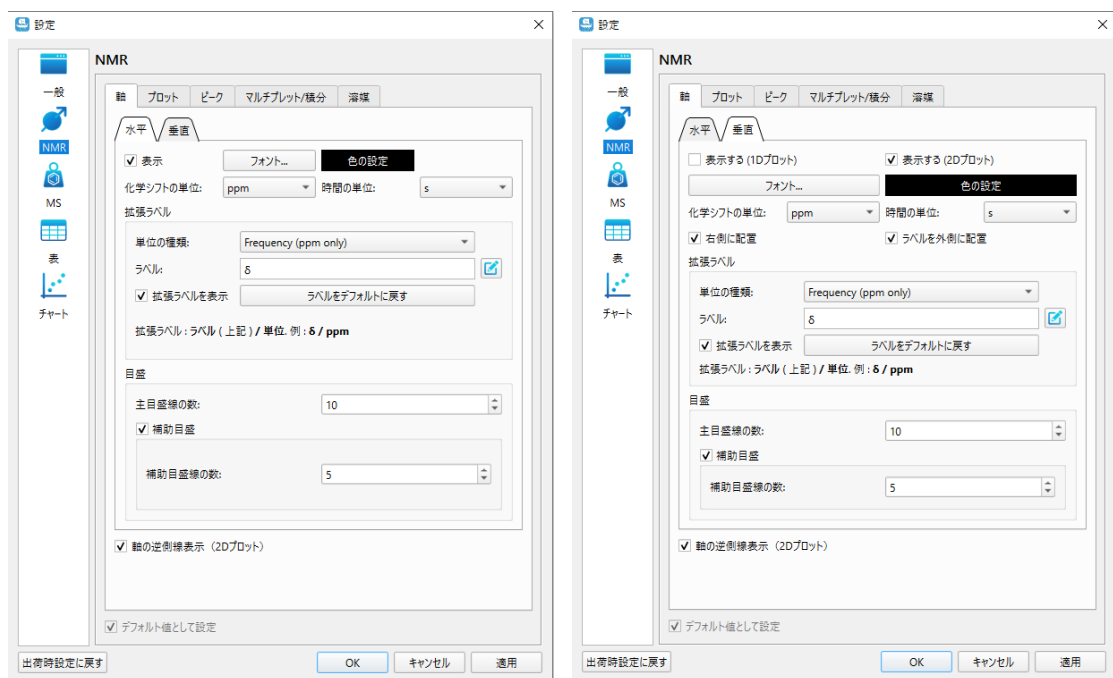 設定
NMR
一般
NMR
MS
表
チャート
軸 プロット ピーク マルチプレット/積分 溶媒
水平 垂直
表示 フォント... 色の設定
化学シフトの単位: ppm 時間の単位: s
拡張ラベル
単位の種類: Frequency (ppm only)
ラベル: δ
拡張ラベルを表示 ラベルをデフォルトに戻す
拡張ラベル : ラベル ( 上記 ) / 単位. 例 : δ / ppm
目盛
主目盛線の数: 10
補助目盛
補助目盛線の数: 5
軸の逆側線表示（2Dプロット）
デフォルト値として設定
出荷時設定に戻す OK キャンセル 適用
設定
NMR
一般
NMR
MS
表
チャート
軸 プロット ピーク マルチプレット/積分 溶媒
水平 垂直
表示する (1Dプロット) 表示する (2Dプロット)
フォント... 色の設定
化学シフトの単位: ppm 時間の単位: s
右側に配置 ラベルを外側に配置
拡張ラベル
単位の種類: Frequency (ppm only)
ラベル: δ
拡張ラベルを表示 ラベルをデフォルトに戻す
拡張ラベル : ラベル ( 上記 ) / 単位. 例 : δ / ppm
目盛
主目盛線の数: 10
補助目盛
補助目盛線の数: 5
軸の逆側線表示（2Dプロット）
デフォルト値として設定
出荷時設定に戻す OK キャンセル 適用